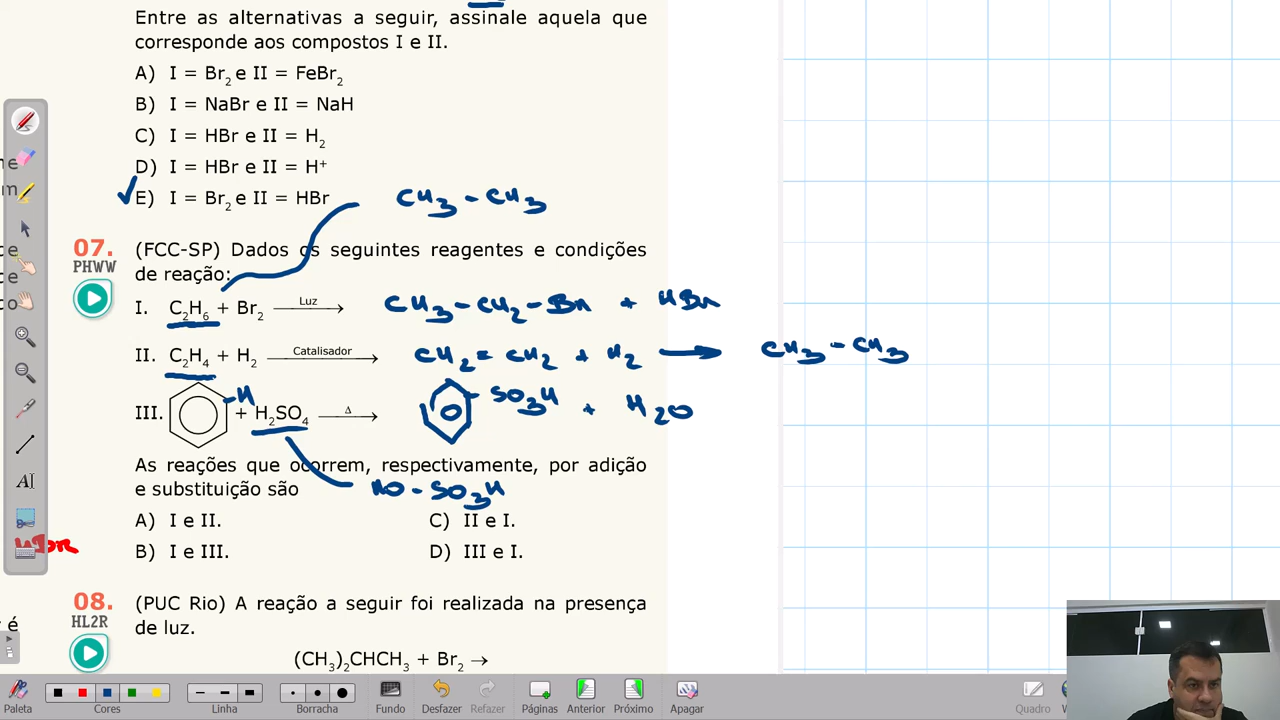 Entre as alternativas a seguir, assinale aquela que
corresponde aos compostos I e II.
A) I = Br2 e II = FeBr2
B) I = NaBr e II = NaH
C) I = HBr e II = H2
D) I = HBr e II = H+
E) I = Br2 e II = HBr
CH3 - CH3
07. (FCC-SP) Dados os seguintes reagentes e condições
PHWW
de reação:
I. C2H6 + Br2 Luz → CH3 - CH2 - Br + HBr
II. C2H4 + H2 Catalisador → CH2 = CH2 + H2 → CH3 - CH3
III. H + H2SO4 Δ → SO3H + H2O
As reações que ocorrem, respectivamente, por adição
e substituição são
HO - SO3H
A) I e II.
C) II e I.
B) I e III.
D) III e I.
08. (PUC Rio) A reação a seguir foi realizada na presença
HL2R
de luz.
(CH3)2CHCH3 + Br2 →
é
Paleta
Cores
Linha
Borracha
Fundo
Desfazer
Refazer
Páginas
Anterior
Próximo
Apagar
Quadro